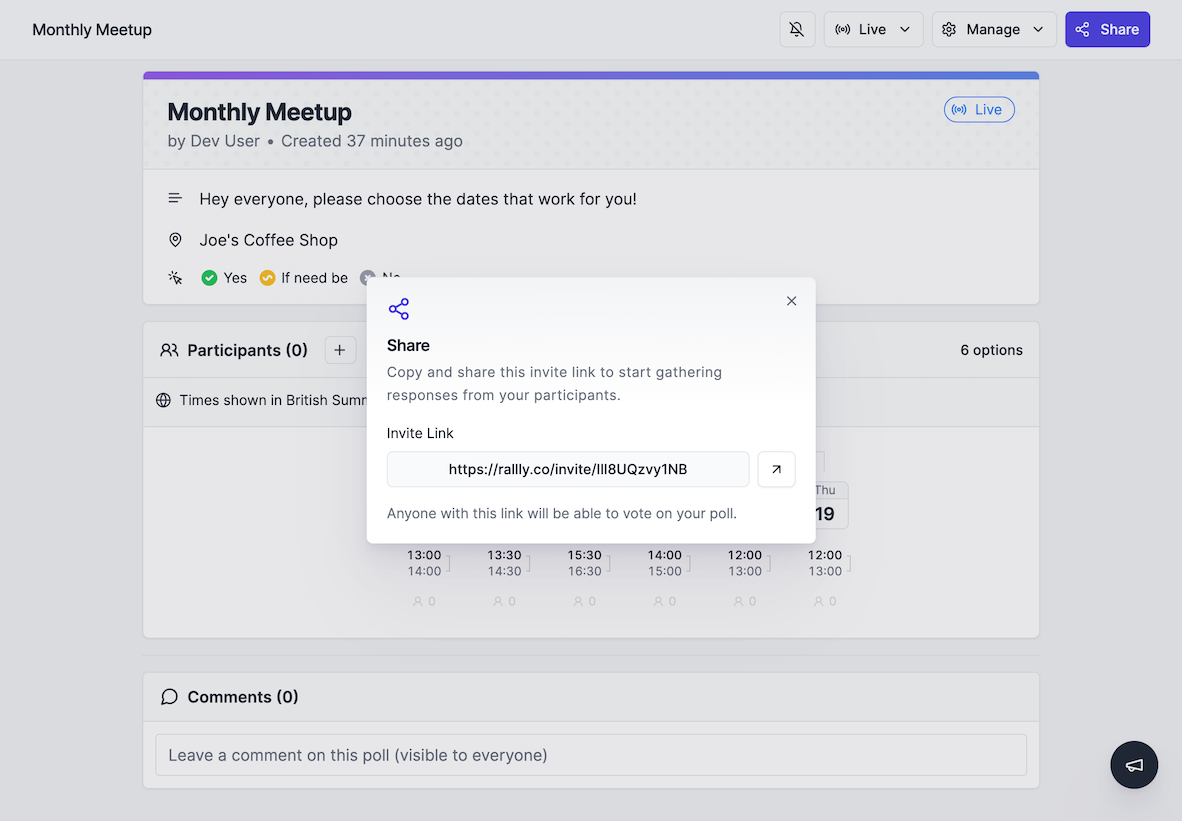 Monthly Meetup
Live
Manage
Share
Monthly Meetup
Live
by Dev User • Created 37 minutes ago
Hey everyone, please choose the dates that work for you!
Joe's Coffee Shop
Yes
If need be
Participants (0)
6 options
Times shown in British
Share
Copy and share this invite link to start gathering
responses from your participants.
Invite Link
https://rallly.co/invite/lll8UQzvy1NB
Anyone with this link will be able to vote on your poll.
Thu
19
13:00 13:30 15:30 14:00 12:00 12:00
14:00 14:30 16:30 15:00 13:00 13:00
0 0 0 0 0 0
Comments (0)
Leave a comment on this poll (visible to everyone)